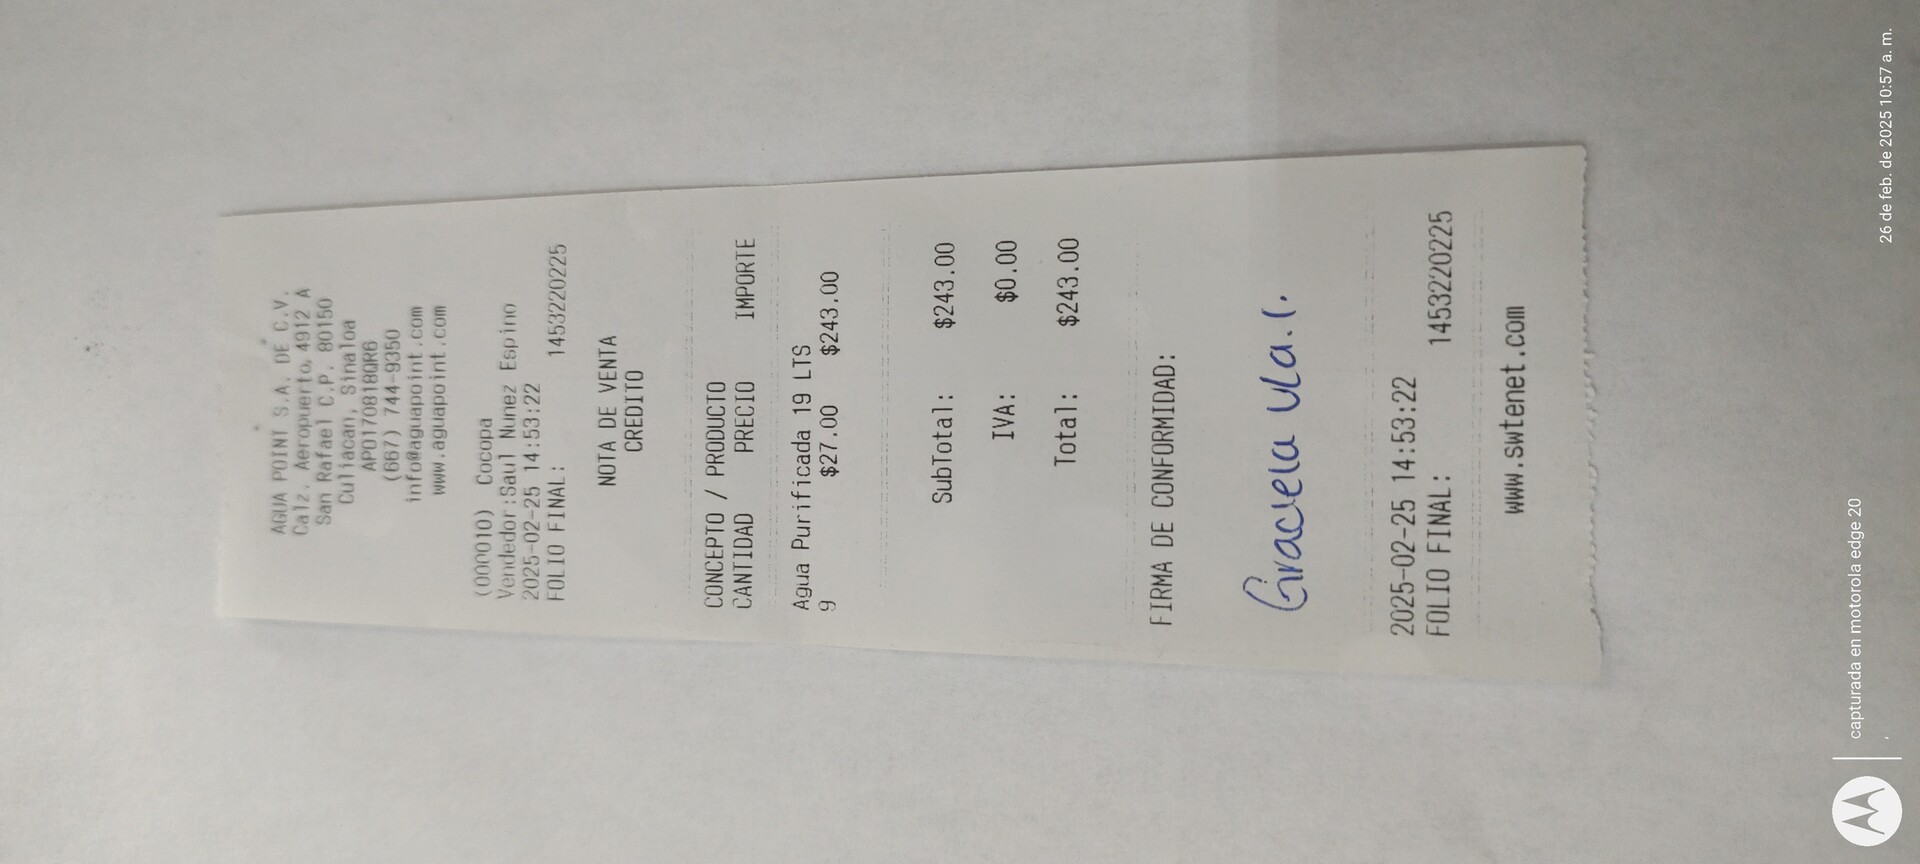 AGUA POINT S.A. DE C.V.
Calz. Aeropuerto, 4912 A
San Rafael C.P. 80150
Culiacan, Sinaloa
APO170818QR6
(667) 744-9350
info@aguapoint.com
www.aguapoint.com
(000010) Cocopa
Vendedor:Saul Nunez Espino
2025-02-25 14:53:22
FOLIO FINAL: 1453220225
NOTA DE VENTA
CREDITO
CONCEPTO / PRODUCTO
CANTIDAD PRECIO IMPORTE
Agua Purificada 19 LTS
9 $27.00 $243.00
SubTotal: $243.00
IVA: $0.00
Total: $243.00
FIRMA DE CONFORMIDAD:
Graciela
2025-02-25 14:53:22
FOLIO FINAL: 1453220225
www.swtenet.com
capturada en motorola edge 20
26 de feb. de 2025 10:57 a. m.